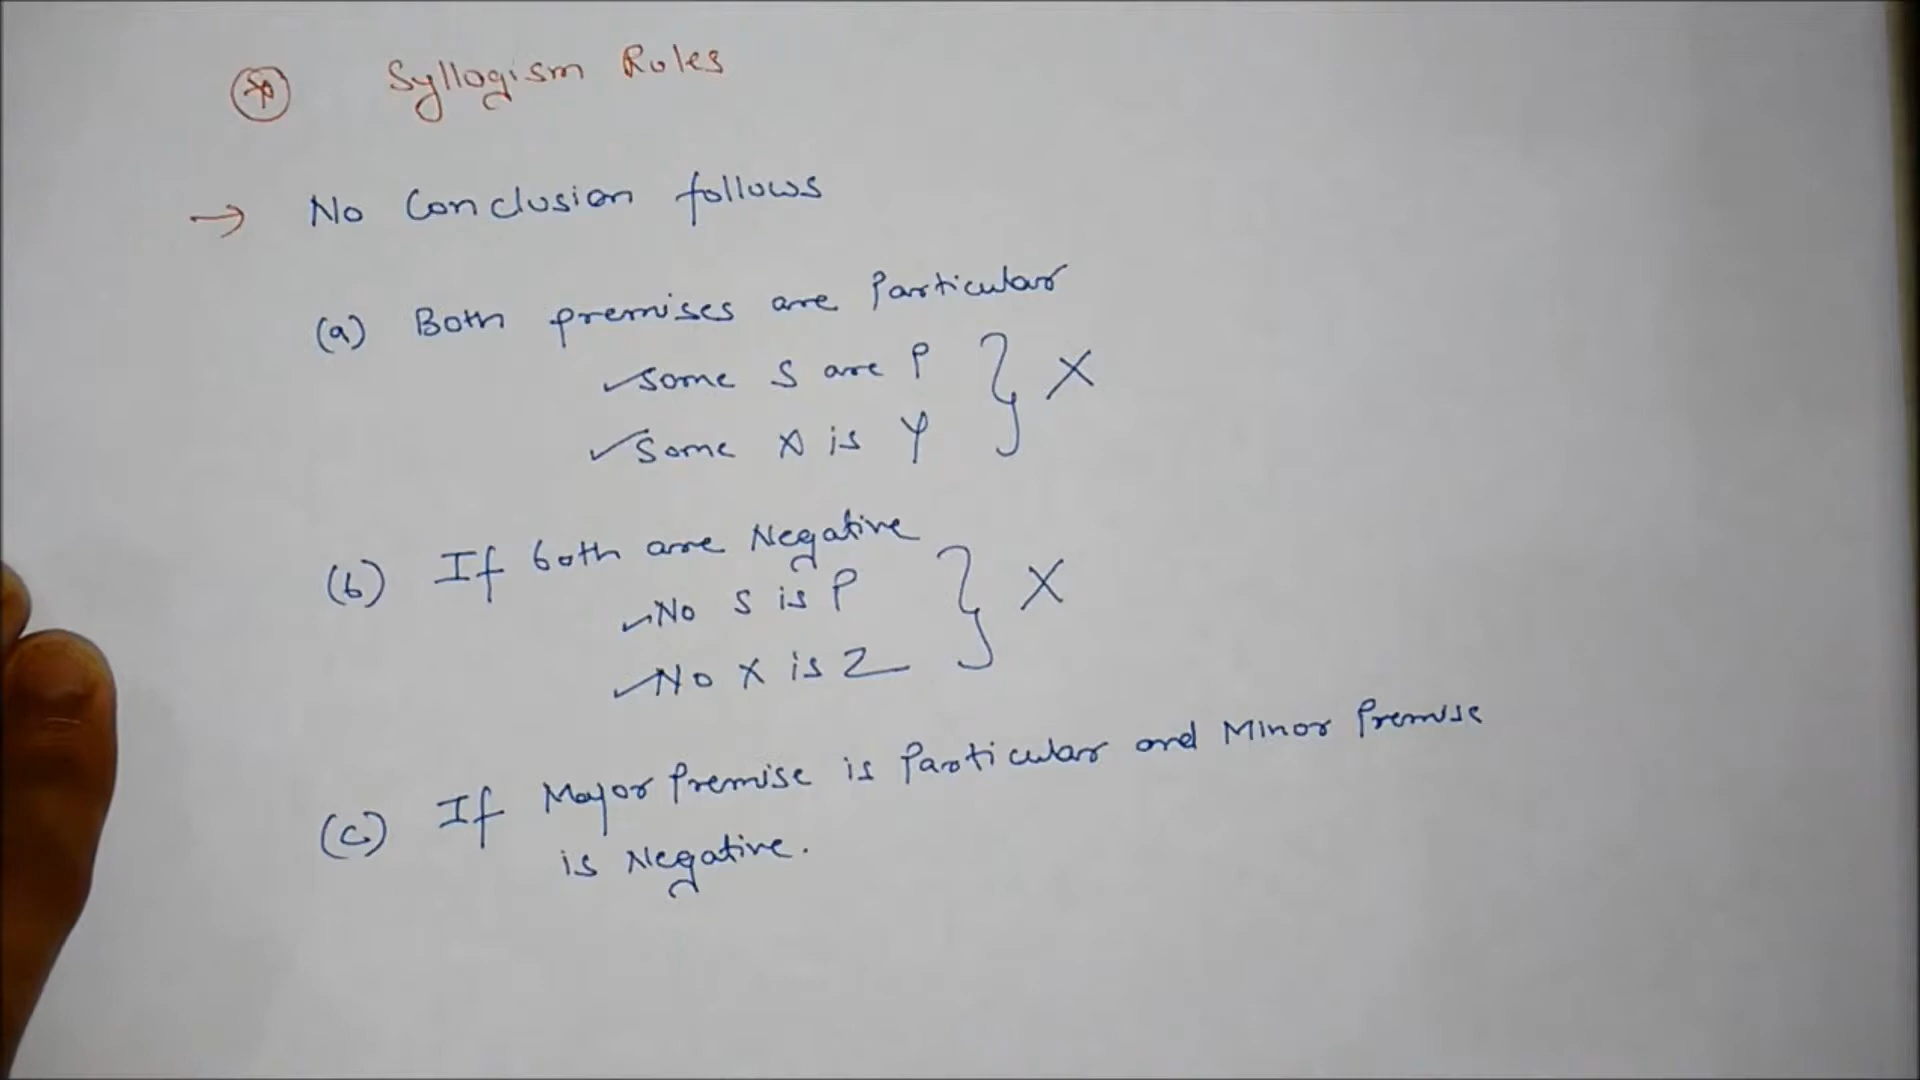 Syllogism Rules
→ No Conclusion follows
(a) Both premises are Particular
✓Some S are P
✓Some X is Y } X
(b) If both are Negative
✓No S is P
✓No X is Z } X
(c) If Major Premise is Particular and Minor Premise
is Negative.